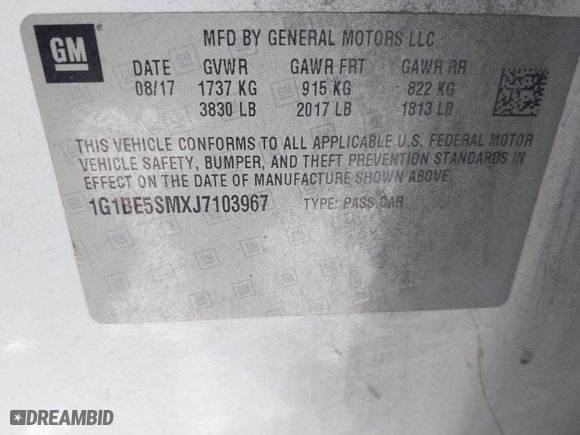 GM
MFD BY GENERAL MOTORS LLC
DATE GVWR GAWR FRT GAWR RR
08/17 1737 KG 915 KG 822 KG
3830 LB 2017 LB 1813 LB
THIS VEHICLE CONFORMS TO ALL APPLICABLE U.S. FEDERAL MOTOR
VEHICLE SAFETY, BUMPER, AND THEFT PREVENTION STANDARDS IN
EFFECT ON THE DATE OF MANUFACTURE SHOWN ABOVE.
1G1BE5SMXJ7103967 TYPE: PASS CAR
DREAMBID